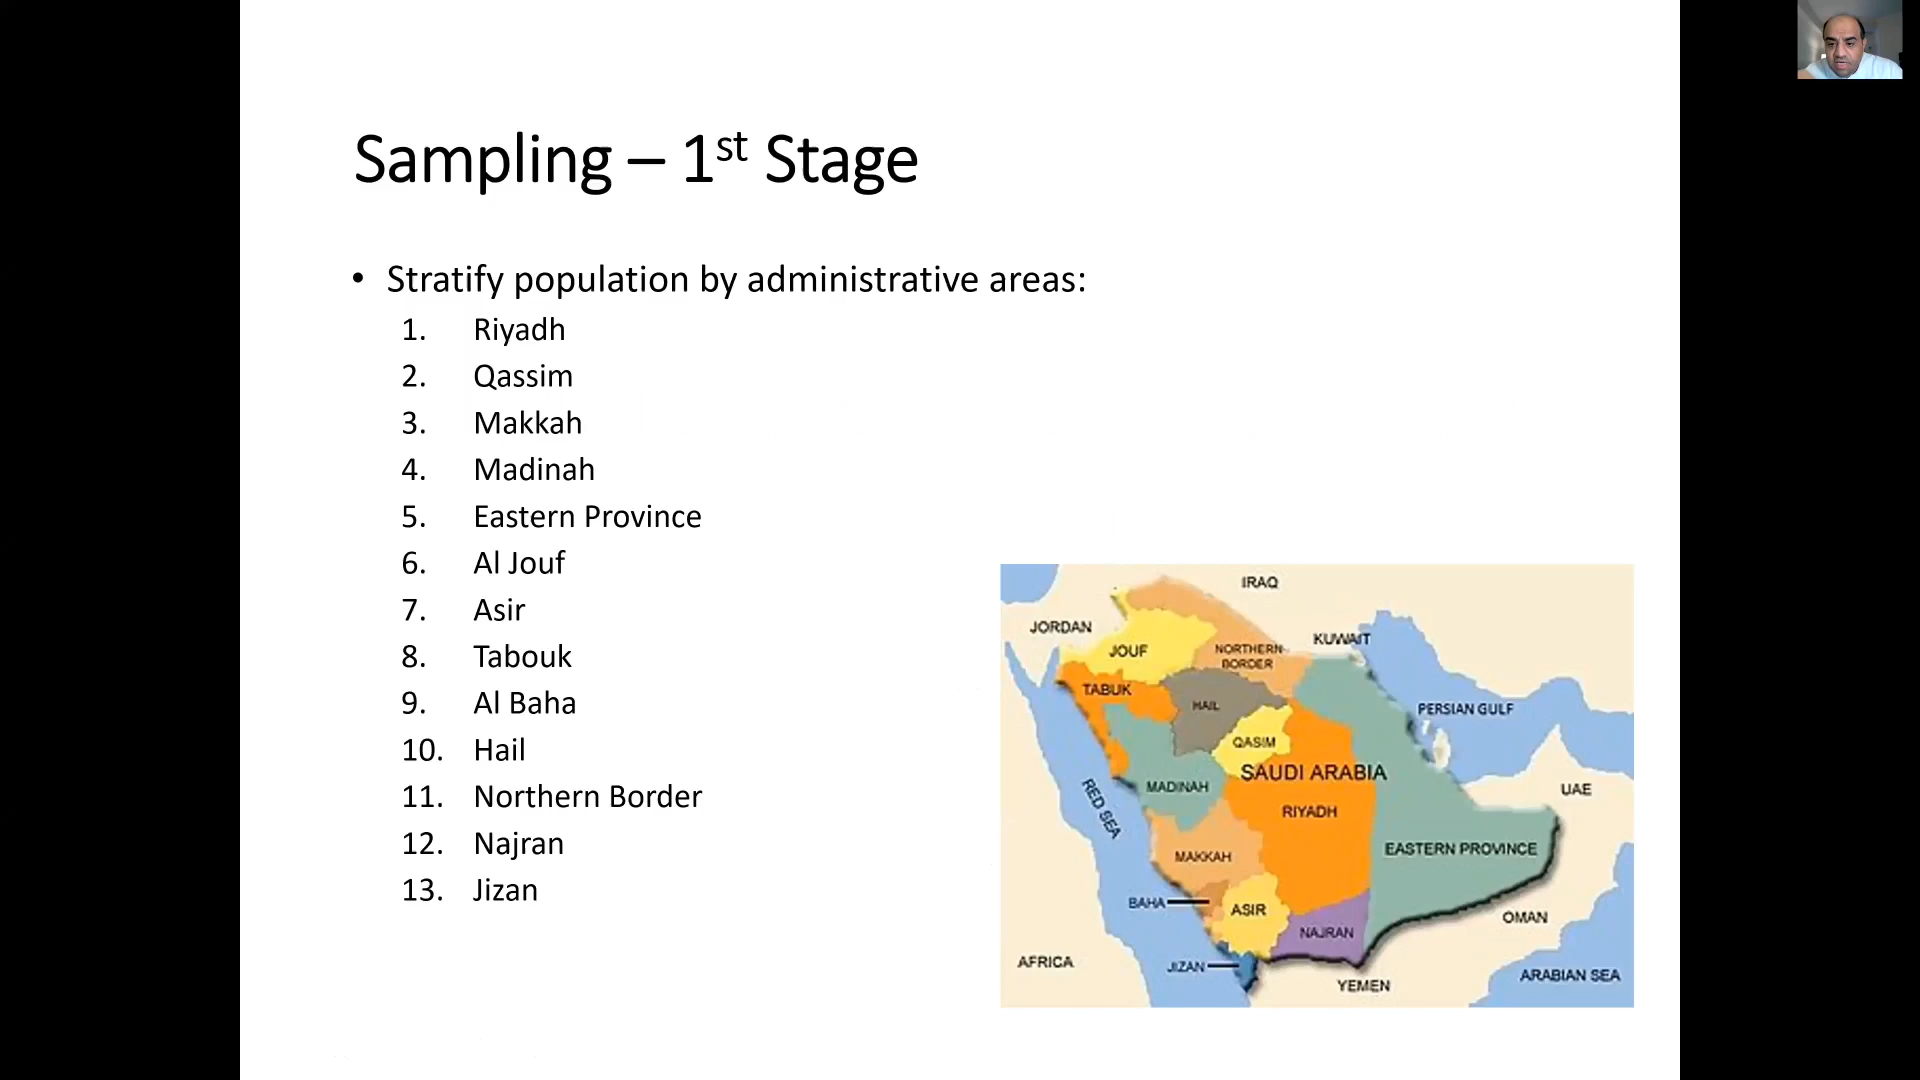 Sampling – 1st Stage
• Stratify population by administrative areas:
1. Riyadh
2. Qassim
3. Makkah
4. Madinah
5. Eastern Province
6. Al Jouf
7. Asir
8. Tabouk
9. Al Baha
10. Hail
11. Northern Border
12. Najran
13. Jizan
IRAQ
JORDAN
KUWAIT
JOUF
NORTHERN
BORDER
TABUK
HAIL
PERSIAN GULF
QASIM
SAUDI ARABIA
MADINAH
UAE
RED SEA
RIYADH
EASTERN PROVINCE
MAKKAH
BAHA
ASIR
OMAN
NAJRAN
AFRICA
JIZAN
ARABIAN SEA
YEMEN